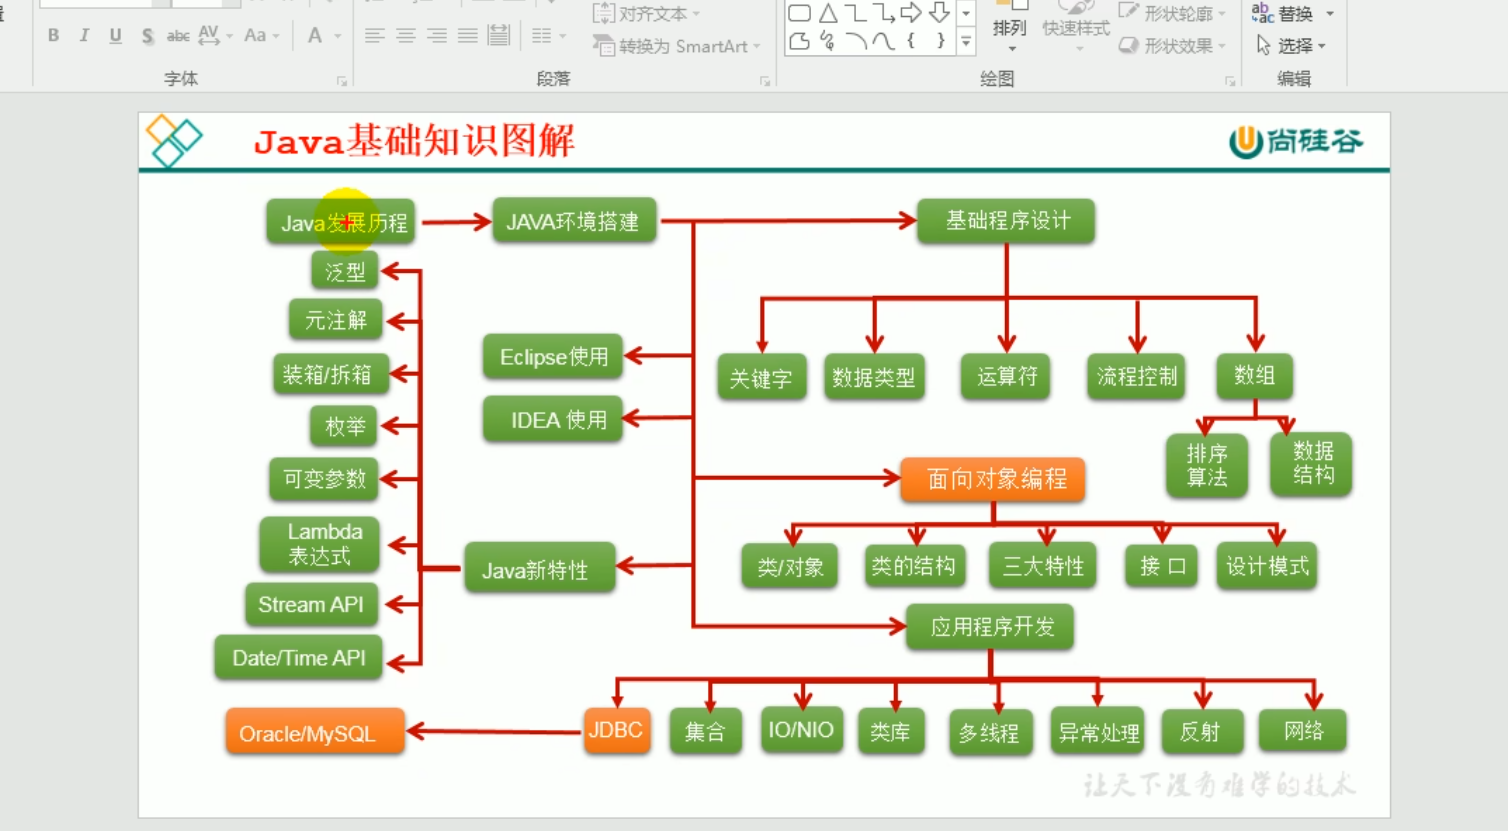 B I U S abc AV Aa A
对齐文本
转换为 SmartArt
排列
快速样式
形状轮廓
形状效果
替换
选择
字体
段落
绘图
编辑
Java基础知识图解
尚硅谷
Java发展历程
JAVA环境搭建
基础程序设计
泛型
元注解
装箱/拆箱
枚举
可变参数
Lambda
表达式
Stream API
Date/Time API
Eclipse使用
IDEA 使用
Java新特性
关键字
数据类型
运算符
流程控制
数组
排序
算法
数据
结构
面向对象编程
类/对象
类的结构
三大特性
接 口
设计模式
应用程序开发
Oracle/MySQL
JDBC
集合
IO/NIO
类库
多线程
异常处理
反射
网络
让天下没有难学的技术